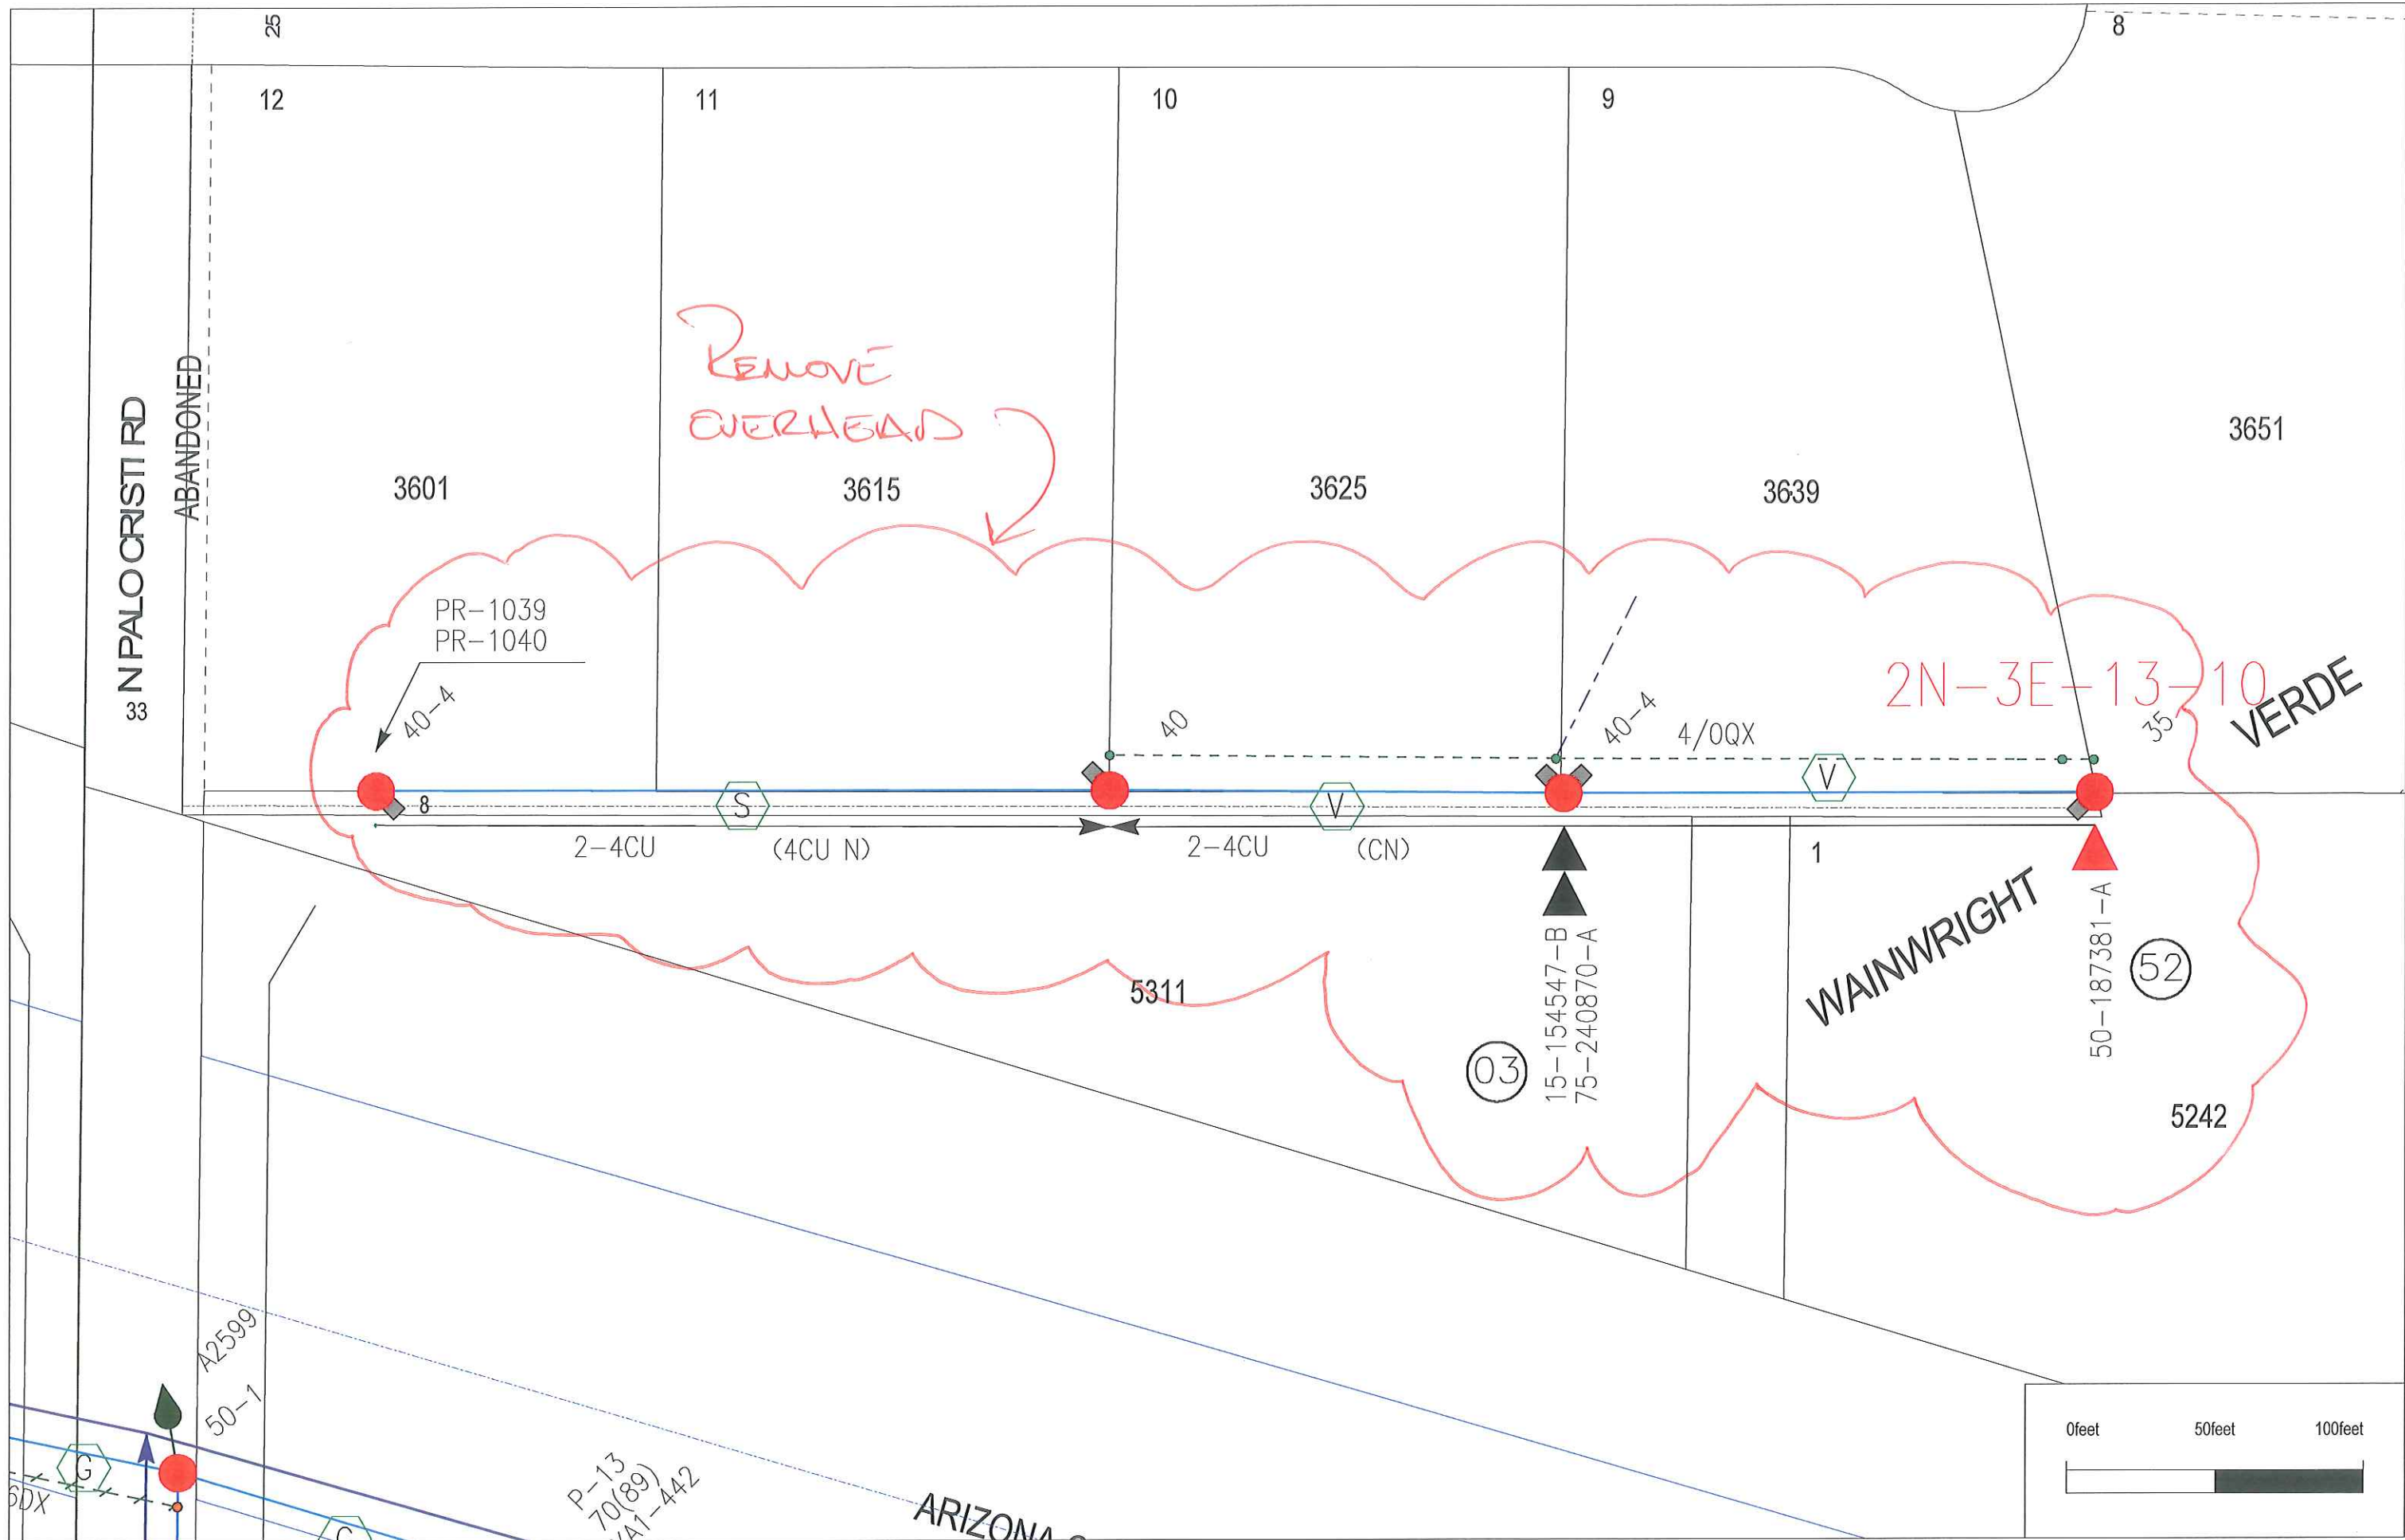 25
8
12
11
10
9
N PALO CRISTI RD
ABANDONED
33
REMOVE
OVERHEAD
3601
3615
3625
3639
3651
PR-1039
PR-1040
40-4
40
40-4
4/0QX
2N-3E-13-10
35
VERDE
8
S
V
V
2-4CU
(4CU N)
2-4CU
(CN)
1
WAINWRIGHT
5311
03
15-154547-B
75-240870-A
50-187381-A
52
5242
A2599
50-1
G
6DX
P-13
70(89)
ARIZONA
0feet
50feet
100feet